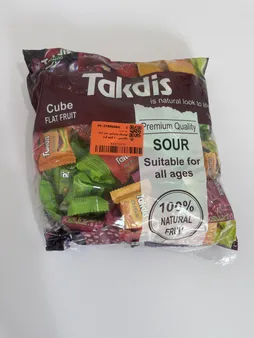 Takdis
is natural look to life
Cube
FLAT FRUIT
Premium Quality
SOUR
Suitable for
all ages
100%
NATURAL
FRUIT
Takdis